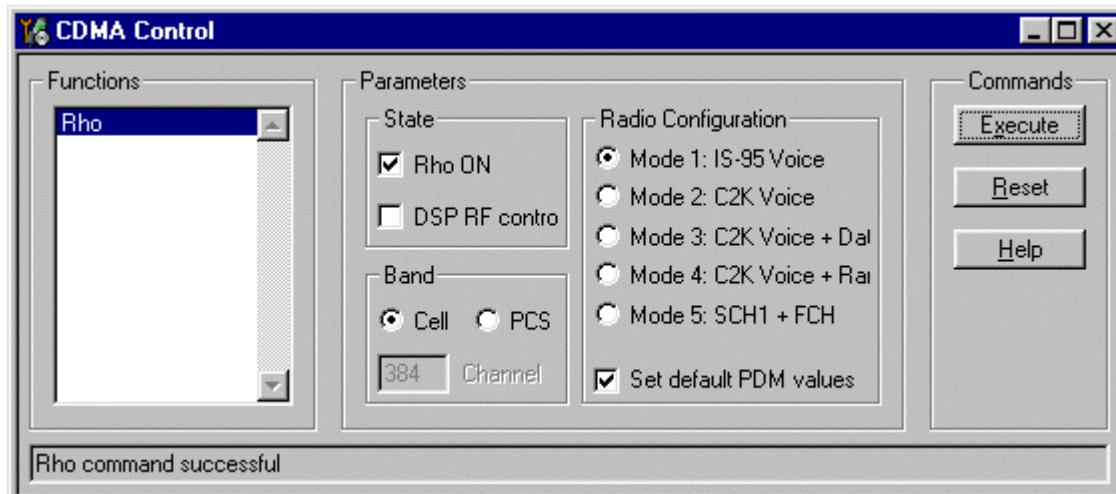 CDMA Control
Functions
Rho
Parameters
State
Rho ON
DSP RF contro
Band
Cell
PCS
384
Channel
Radio Configuration
Mode 1: IS-95 Voice
Mode 2: C2K Voice
Mode 3: C2K Voice + Dat
Mode 4: C2K Voice + Rar
Mode 5: SCH1 + FCH
Set default PDM values
Commands
Execute
Reset
Help
Rho command successful